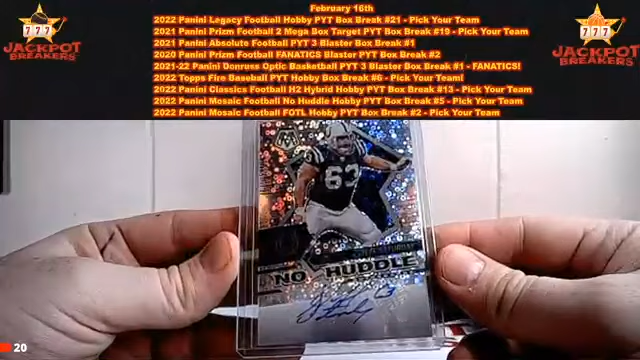 February 16th
2022 Panini Legacy Football Hobby PYT Box Break #21 - Pick Your Team
2021 Panini Prizm Football 2 Mega Box Target PYT Box Break #19 - Pick Your Team
2021 Panini Absolute Football PYT 3 Blaster Box Break #1
2020 Panini Prizm Football FANATICS Blaster PYT Box Break #2
2021-22 Panini Donruss Optic Basketball PYT 3 Blaster Box Break #1 - FANATICS!
2022 Topps Fire Baseball PYT Hobby Box Break #6 - Pick Your Team!
2022 Panini Classics Football H2 Hybrid Hobby PYT Box Break #13 - Pick Your Team
2022 Panini Mosaic Football No Huddle Hobby PYT Box Break #5 - Pick Your Team
2022 Panini Mosaic Football FOTL Hobby PYT Box Break #2 - Pick Your Team
777
JACKPOT
BREAKERS
777
JACKPOT
BREAKERS
63
NO HUDDLE
63
20